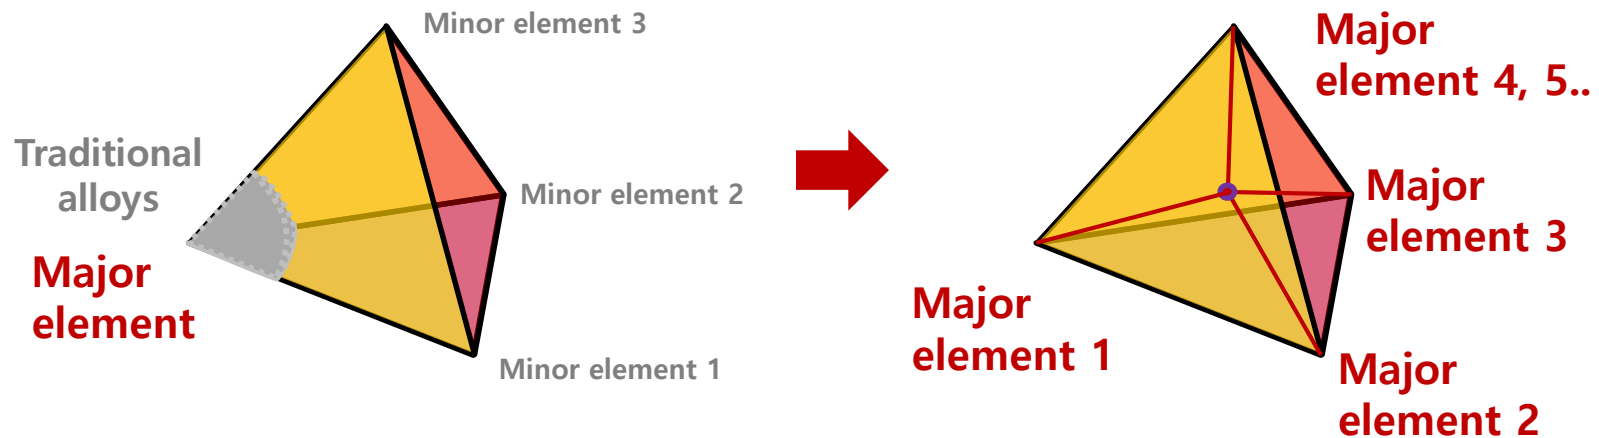 Minor element 3
Traditional
alloys
Minor element 2
Major
element
Minor element 1
Major
element 4, 5..
Major
element 3
Major
element 1
Major
element 2